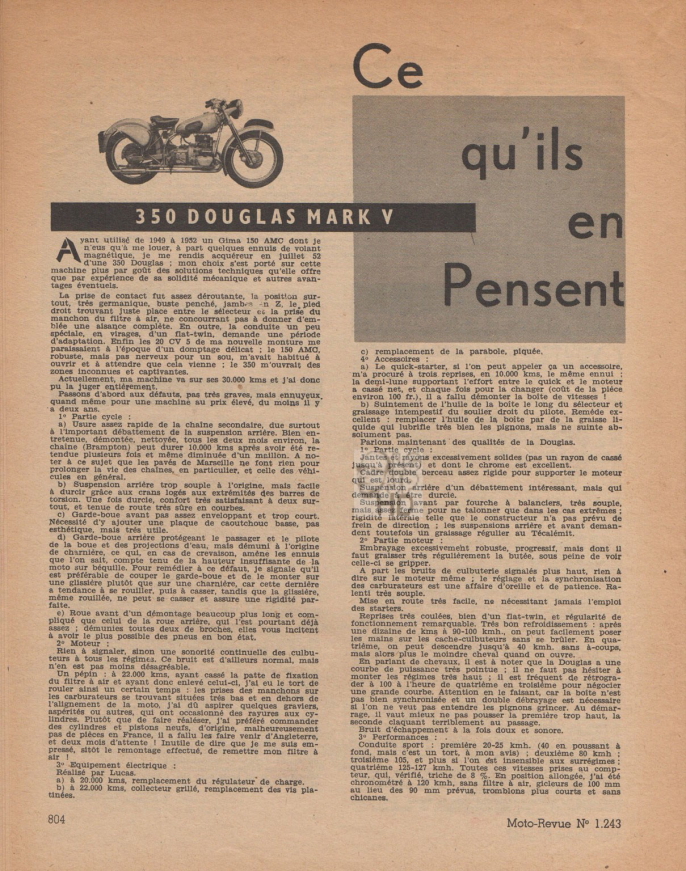 Ce
qu'ils
en
Pensent
350 DOUGLAS MARK V
Ayant utilisé de 1949 à 1952 un Gima 150 AMC dont je
n'eus qu'à me louer, à part quelques ennuis de volant
magnétique, je me rendis acquéreur en juillet 52
d'une 350 Douglas ; mon choix s'est porté sur cette
machine plus par goût des solutions techniques qu'elle offre
que par expérience de sa solidité mécanique et autres avan-
tages éventuels.
La prise de contact fut assez déroutante, la position sur-
tout, très germanique, buste penché, jambes en Z, le pied
droit trouvant juste place entre le sélecteur et la prise du
manchon du filtre à air, ne concourrant pas à donner d'em-
blée une aisance complète. En outre, la conduite un peu
spéciale, en virages, d'un flat-twin, demande une période
d'adaptation. Enfin les 20 CV 5 de ma nouvelle monture me
paraissaient à l'époque d'un domptage délicat ; le 150 AMC,
robuste, mais pas nerveux pour un sou, m'avait habitué à
ouvrir et à attendre que cela vienne ; le 350 m'ouvrait des
zones inconnues et captivantes.
Actuellement, ma machine va sur ses 30.000 kms et j'ai donc
pu la juger entièrement.
Passons d'abord aux défauts, pas très graves, mais ennuyeux
quand même pour une machine au prix élevé, du moins il y
a deux ans.
1° Partie cycle :
a) Usure assez rapide de la chaîne secondaire, due surtout
à l'important débattement de la suspension arrière. Bien en-
tretenue, démontée, nettoyée, tous les deux mois environ, la
chaîne (Brampton) peut durer 10.000 kms après avoir été re-
tendue plusieurs fois et même diminuée d'un maillon. A no-
ter à ce sujet que les pavés de Marseille ne font rien pour
prolonger la vie des chaînes, en particulier, et celle des véhi-
cules en général.
b) Suspension arrière trop souple à l'origine, mais facile
à durcir grâce aux crans logés aux extrémités des barres de
torsion. Une fois durcie, confort très satisfaisant à deux sur-
tout, et tenue de route très sûre en courbes.
c) Garde-boue avant pas assez enveloppant et trop court.
Nécessité d'y ajouter une plaque de caoutchouc basse, pas
esthétique, mais très utile.
d) Garde-boue arrière protégeant le passager et le pilote
de la boue et des projections d'eau, mais démuni à l'origine
de charnière, ce qui, en cas de crevaison, amène les ennuis
que l'on sait, compte tenu de la hauteur insuffisante de la
moto sur béquille. Pour remédier à ce défaut, je signale qu'il
est préférable de couper le garde-boue et de le monter sur
une glissière plutôt que sur charnière, car cette dernière
a tendance à se rouiller, puis à casser, tandis que la glissière,
même rouillée, ne peut se casser et assure une rigidité par-
faite.
e) Roue avant d'un démontage beaucoup plus long et com-
pliqué que celui de la roue arrière, qui l'est pourtant déjà
assez ; démunies toutes deux de broches, elles vous incitent
à avoir le plus possible des pneus en bon état.
2° Moteur :
Rien à signaler, sinon une sonorité continuelle des culbu-
teurs à tous les régimes. Ce bruit est d'ailleurs normal, mais
n'en est pas moins désagréable.
Un pépin : à 22.000 kms, ayant cassé la patte de fixation
du filtre à air et ayant donc enlevé celui-ci, j'ai eu le tort de
rouler ainsi un certain temps : les prises des manchons sur
les carburateurs se trouvant situées très bas et en dehors de
l'alignement de la moto, j'ai dû aspirer quelques graviers,
aspérités ou autres, qui ont occasionné des rayures aux cy-
lindres. Plutôt que de faire réaléser, j'ai préféré commander
des cylindres et pistons neufs, d'origine, malheureusement
pas de pièces en France, il a fallu les faire venir d'Angleterre,
et deux mois d'attente ! Inutile de dire que je me suis em-
pressé, sitôt le remontage effectué, de remettre mon filtre à
air !
3° Equipement électrique :
Réalisé par Lucas.
a) à 20.000 kms, remplacement du régulateur de charge.
b) à 22.000 kms, collecteur grillé, remplacement des vis pla-
tinées.
c) remplacement de la parabole, piquée.
4° Accessoires :
a) Le quick-starter, si l'on peut appeler ça un accessoire,
m'a procuré à trois reprises, en 10.000 kms, le même ennui ;
la demi-lune supportant l'effort entre le quick et le moteur
a cassé net, et chaque fois pour la changer (coût de la pièce
environ 100 fr.), il a fallu démonter la boîte de vitesses !
b) Suintement de l'huile de la boîte le long du sélecteur et
graissage intempestif du soulier droit du pilote. Remède ex-
cellent : remplacer l'huile de la boîte par de la graisse li-
quide qui lubrifie très bien les pignons, mais ne suinte ab-
solument pas.
Parlons maintenant des qualités de la Douglas.
1° Partie cycle :
Jantes et rayons excessivement solides (pas un rayon de cassé
jusqu'à présent) et dont le chrome est excellent.
Cadre double berceau assez rigide pour supporter le moteur
qui est lourd.
Suspension arrière d'un débattement intéressant, mais qui
demande à être durcie.
Suspension avant par fourche à balanciers, très souple,
mais trop même pour ne talonner que dans les cas extrêmes ;
rigidité latérale telle que le constructeur n'a pas prévu de
frein de direction ; les suspensions arrière et avant deman-
dent toutefois un graissage régulier au Técalémit.
2° Partie moteur :
Embrayage excessivement robuste, progressif, mais dont il
faut graisser très régulièrement la butée, sous peine de voir
celle-ci se gripper.
A part les bruits de culbuterie signalés plus haut, rien à
dire sur le moteur même ; le réglage et la synchronisation
des carburateurs est une affaire d'oreille et de patience. Ra-
lenti très souple.
Mise en route très facile, ne nécessitant jamais l'emploi
des starters.
Reprises très coulées, bien d'un flat-twin, et régularité de
fonctionnement remarquable. Très bon refroidissement : après
une dizaine de kms à 90-100 kmh., on peut facilement poser
les mains sur les cache-culbuteurs sans se brûler. En qua-
trième, on peut descendre jusqu'à 40 kmh. sans à-coups,
mais alors plus le moindre cheval quand on ouvre.
En parlant de chevaux, il est à noter que la Douglas a une
courbe de puissance très pointue ; il ne faut pas hésiter à
monter les régimes très haut ; il est fréquent de rétrogra-
der à 100 à l'heure de quatrième en troisième pour négocier
une grande courbe. Attention en le faisant, car la boîte n'est
pas bien synchronisée et un double débrayage est nécessaire
si l'on ne veut pas entendre les pignons grincer. Au démar-
rage, il vaut mieux ne pas pousser la première trop haut, la
seconde claquant terriblement au passage.
Bruit d'échappement à la fois doux et sonore.
3° Performances :
Conduite sport : première 20-25 kmh. (40 en poussant à
fond, mais c'est un tort, à mon avis) ; deuxième 80 kmh ;
troisième 105, et plus si l'on est insensible aux surrégimes ;
quatrième 125-127 kmh. Toutes ces vitesses prises au comp-
teur, qui, vérifié, triche de 8 %. En position allongée, j'ai été
chronométré à 120 kmh, sans filtre à air, gicleurs de 100 mm
au lieu des 90 mm prévus, tromblons plus courts et sans
chicanes.
804
Moto-Revue N° 1.243